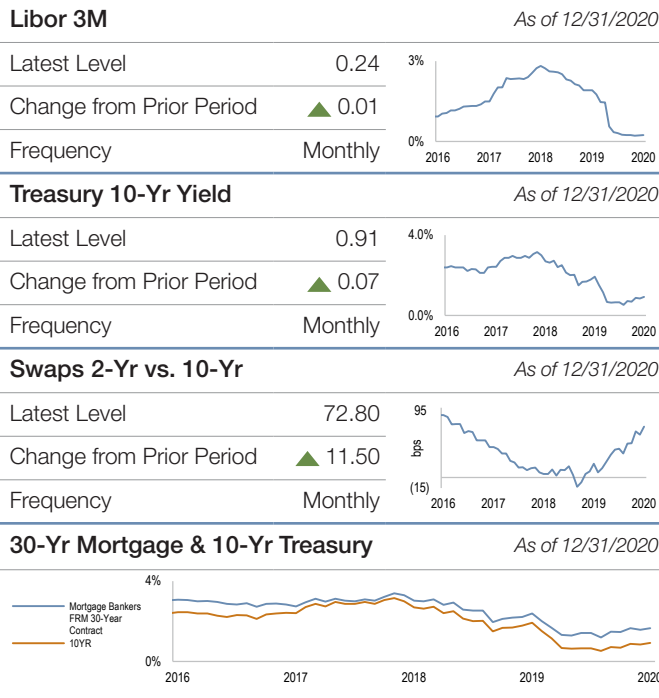 Libor 3M As of 12/31/2020
Latest Level 0.24
Change from Prior Period ▲ 0.01
Frequency Monthly
3%
0%
2016 2017 2018 2019 2020
Treasury 10-Yr Yield As of 12/31/2020
Latest Level 0.91
Change from Prior Period ▲ 0.07
Frequency Monthly
4.0%
0.0%
2016 2017 2018 2019 2020
Swaps 2-Yr vs. 10-Yr As of 12/31/2020
Latest Level 72.80
Change from Prior Period ▲ 11.50
Frequency Monthly
95
bps
(15)
2016 2017 2018 2019 2020
30-Yr Mortgage & 10-Yr Treasury As of 12/31/2020
4%
Mortgage Bankers
FRM 30-Year
Contract
10YR
0%
2016 2017 2018 2019 2020